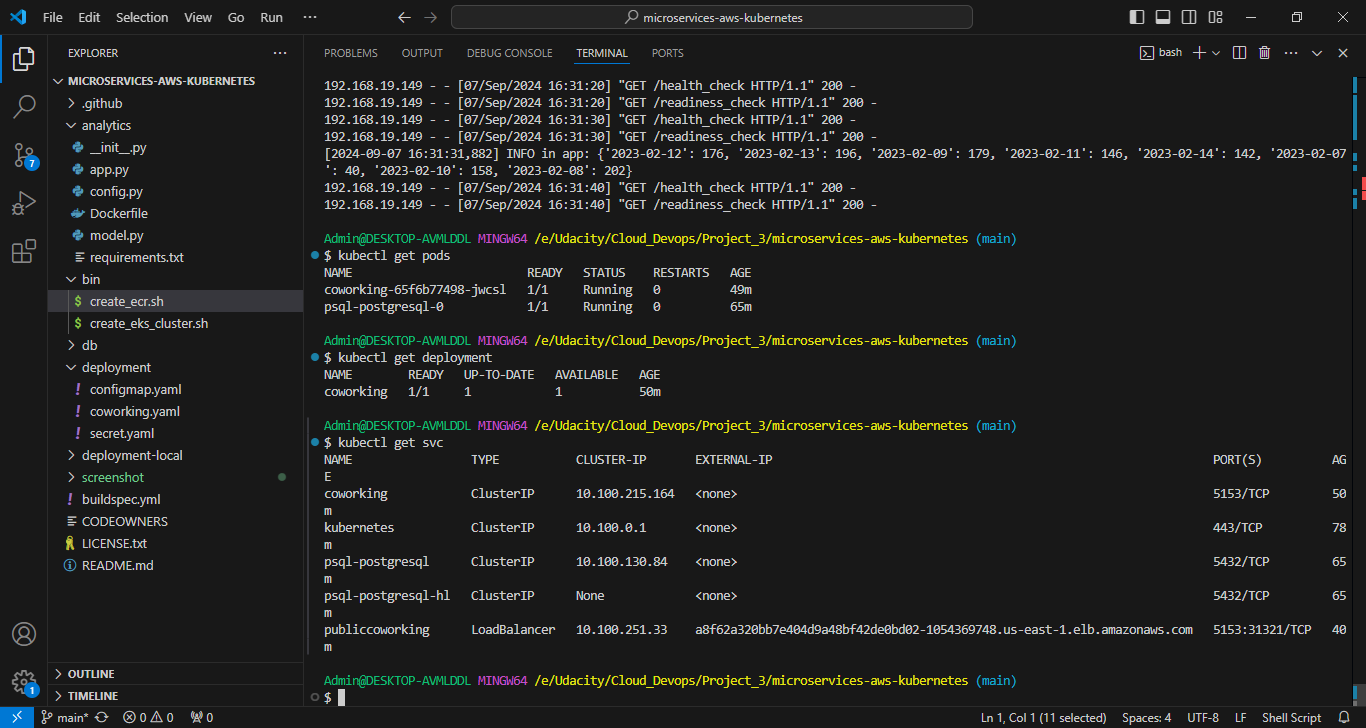 File Edit Selection View Go Run ··· microservices-aws-kubernetes
EXPLORER ···
MICROSERVICES-AWS-KUBERNETES
.github
analytics
__init__.py
app.py
config.py
Dockerfile
model.py
requirements.txt
bin
$ create_ecr.sh
$ create_eks_cluster.sh
db
deployment
! configmap.yaml
! coworking.yaml
! secret.yaml
deployment-local
screenshot
! buildspec.yml
CODEOWNERS
LICENSE.txt
README.md
OUTLINE
TIMELINE
7
1
PROBLEMS OUTPUT DEBUG CONSOLE TERMINAL PORTS bash ···
192.168.19.149 - - [07/Sep/2024 16:31:20] "GET /health_check HTTP/1.1" 200 -
192.168.19.149 - - [07/Sep/2024 16:31:20] "GET /readiness_check HTTP/1.1" 200 -
192.168.19.149 - - [07/Sep/2024 16:31:30] "GET /health_check HTTP/1.1" 200 -
192.168.19.149 - - [07/Sep/2024 16:31:30] "GET /readiness_check HTTP/1.1" 200 -
[2024-09-07 16:31:31,882] INFO in app: {'2023-02-12': 176, '2023-02-13': 196, '2023-02-09': 179, '2023-02-11': 146, '2023-02-14': 142, '2023-02-07
': 40, '2023-02-10': 158, '2023-02-08': 202}
192.168.19.149 - - [07/Sep/2024 16:31:40] "GET /health_check HTTP/1.1" 200 -
192.168.19.149 - - [07/Sep/2024 16:31:40] "GET /readiness_check HTTP/1.1" 200 -
Admin@DESKTOP-AVMLDDL MINGW64 /e/Udacity/Cloud_Devops/Project_3/microservices-aws-kubernetes (main)
$ kubectl get pods
NAME READY STATUS RESTARTS AGE
coworking-65f6b77498-jwcsl 1/1 Running 0 49m
psql-postgresql-0 1/1 Running 0 65m
Admin@DESKTOP-AVMLDDL MINGW64 /e/Udacity/Cloud_Devops/Project_3/microservices-aws-kubernetes (main)
$ kubectl get deployment
NAME READY UP-TO-DATE AVAILABLE AGE
coworking 1/1 1 1 50m
Admin@DESKTOP-AVMLDDL MINGW64 /e/Udacity/Cloud_Devops/Project_3/microservices-aws-kubernetes (main)
$ kubectl get svc
NAME TYPE CLUSTER-IP EXTERNAL-IP PORT(S) AG
E
coworking ClusterIP 10.100.215.164 <none> 5153/TCP 50
m
kubernetes ClusterIP 10.100.0.1 <none> 443/TCP 78
m
psql-postgresql ClusterIP 10.100.130.84 <none> 5432/TCP 65
m
psql-postgresql-hl ClusterIP None <none> 5432/TCP 65
m
publiccoworking LoadBalancer 10.100.251.33 a8f62a320bb7e404d9a48bf42de0bd02-1054369748.us-east-1.elb.amazonaws.com 5153:31321/TCP 40
m
Admin@DESKTOP-AVMLDDL MINGW64 /e/Udacity/Cloud_Devops/Project_3/microservices-aws-kubernetes (main)
$
main* 0 0 0 Ln 1, Col 1 (11 selected) Spaces: 4 UTF-8 LF Shell Script